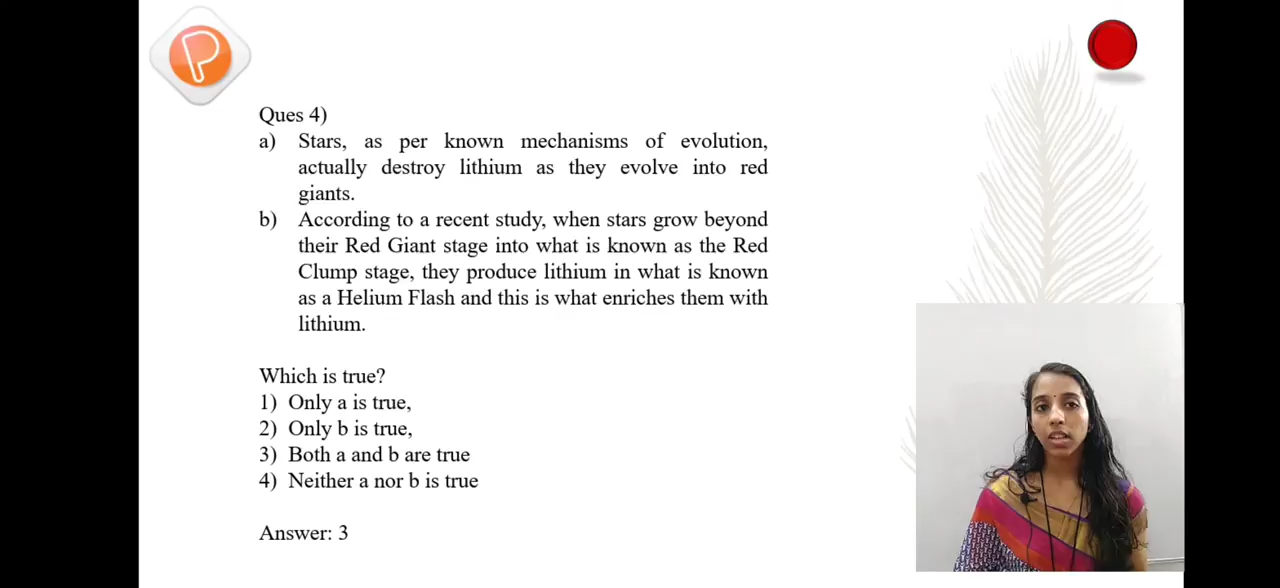 P
Ques 4)
a) Stars, as per known mechanisms of evolution,
actually destroy lithium as they evolve into red
giants.
b) According to a recent study, when stars grow beyond
their Red Giant stage into what is known as the Red
Clump stage, they produce lithium in what is known
as a Helium Flash and this is what enriches them with
lithium.
Which is true?
1) Only a is true,
2) Only b is true,
3) Both a and b are true
4) Neither a nor b is true
Answer: 3